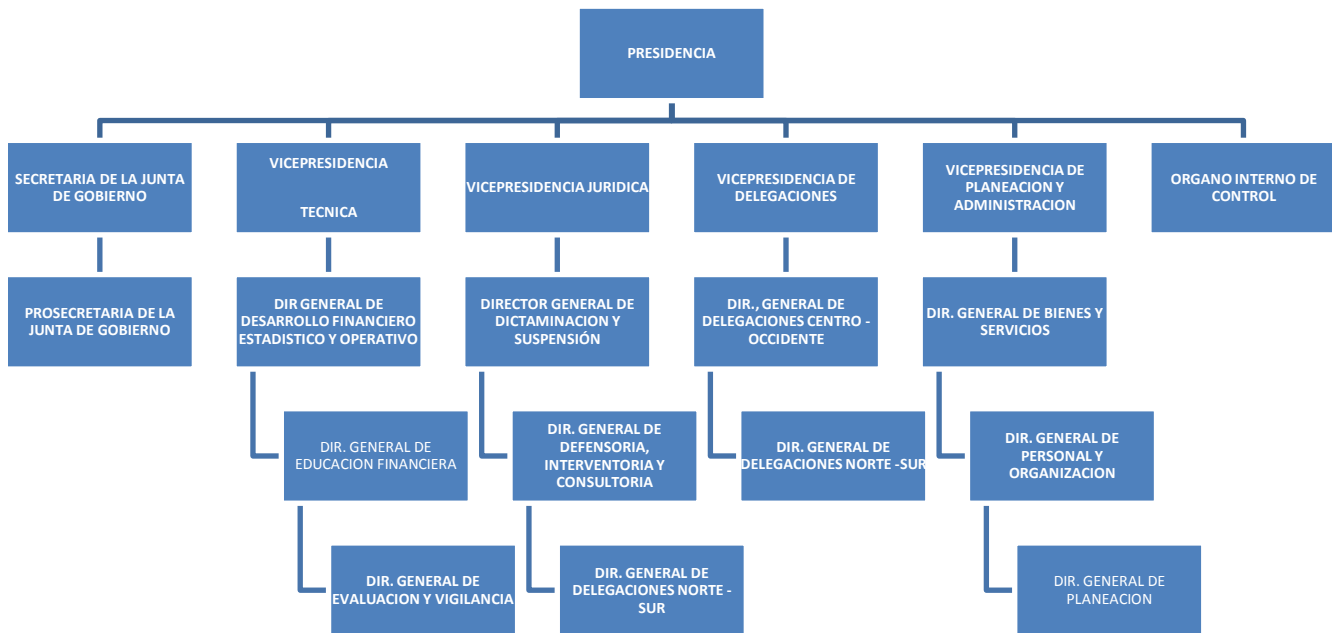 PRESIDENCIA
SECRETARIA DE LA JUNTA
DE GOBIERNO
VICEPRESIDENCIA
TECNICA
VICEPRESIDENCIA JURIDICA
VICEPRESIDENCIA DE
DELEGACIONES
VICEPRESIDENCIA DE
PLANEACION Y
ADMINISTRACION
ORGANO INTERNO DE
CONTROL
PROSECRETARIA DE LA
JUNTA DE GOBIERNO
DIR GENERAL DE
DESARROLLO FINANCIERO
ESTADISTICO Y OPERATIVO
DIRECTOR GENERAL DE
DICTAMINACION Y
SUSPENSIÓN
DIR., GENERAL DE
DELEGACIONES CENTRO -
OCCIDENTE
DIR. GENERAL DE BIENES Y
SERVICIOS
DIR. GENERAL DE
EDUCACION FINANCIERA
DIR. GENERAL DE
DEFENSORIA,
INTERVENTORIA Y
CONSULTORIA
DIR. GENERAL DE
DELEGACIONES NORTE -SUR
DIR. GENERAL DE
PERSONAL Y
ORGANIZACION
DIR. GENERAL DE
EVALUACION Y VIGILANCIA
DIR. GENERAL DE
DELEGACIONES NORTE -
SUR
DIR. GENERAL DE
PLANEACION